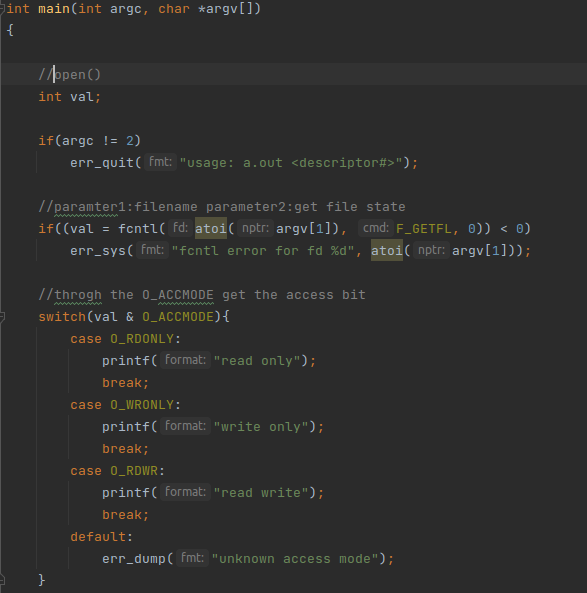 int main(int argc, char *argv[])
{
//open()
int val;
if(argc != 2)
err_quit( fmt: "usage: a.out <descriptor#>");
//paramter1:filename parameter2:get file state
if((val = fcntl( fd: atoi( nptr: argv[1]), cmd: F_GETFL, 0)) < 0)
err_sys( fmt: "fcntl error for fd %d", atoi( nptr: argv[1]));
//throgh the O_ACCMODE get the access bit
switch(val & O_ACCMODE){
case O_RDONLY:
printf( format: "read only");
break;
case O_WRONLY:
printf( format: "write only");
break;
case O_RDWR:
printf( format: "read write");
break;
default:
err_dump( fmt: "unknown access mode");
}